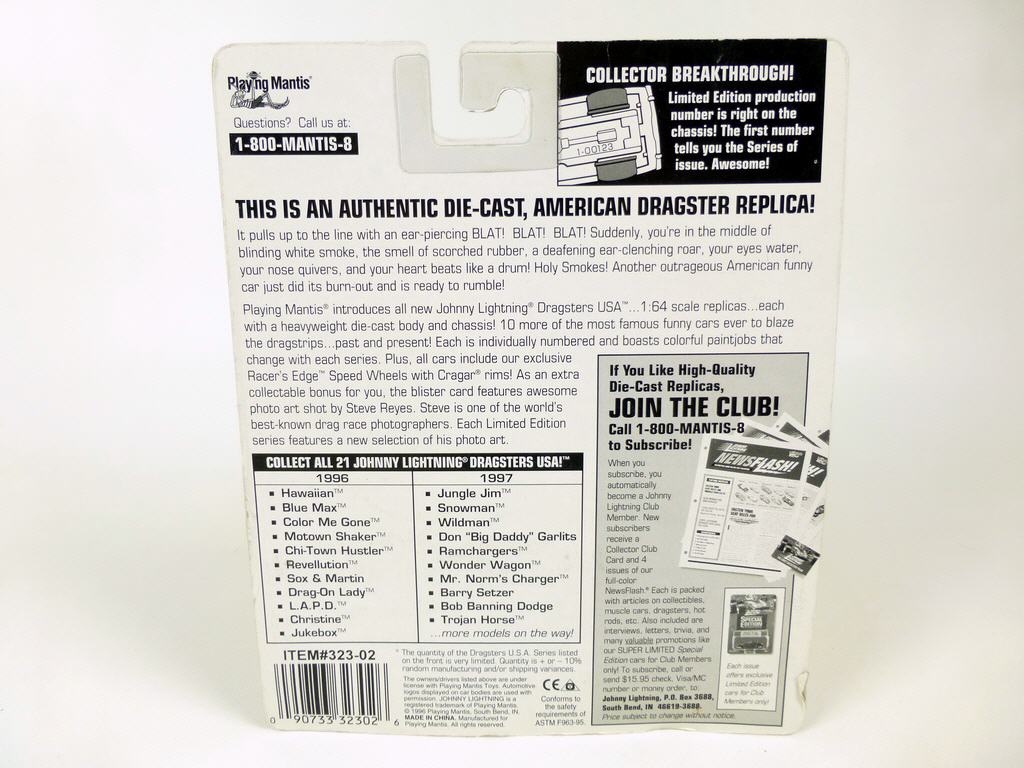 Playing Mantis®
Questions? Call us at:
1-800-MANTIS-8
COLLECTOR BREAKTHROUGH!
Limited Edition production
number is right on the
chassis! The first number
tells you the Series of
issue. Awesome!
1-00123
THIS IS AN AUTHENTIC DIE-CAST, AMERICAN DRAGSTER REPLICA!
It pulls up to the line with an ear-piercing BLAT! BLAT! BLAT! Suddenly, you're in the middle of
blinding white smoke, the smell of scorched rubber, a deafening ear-clenching roar, your eyes water,
your nose quivers, and your heart beats like a drum! Holy Smokes! Another outrageous American funny
car just did its burn-out and is ready to rumble!
Playing Mantis® introduces all new Johnny Lightning® Dragsters USA™...1:64 scale replicas...each
with a heavyweight die-cast body and chassis! 10 more of the most famous funny cars ever to blaze
the dragstrips...past and present! Each is individually numbered and boasts colorful paintjobs that
change with each series. Plus, all cars include our exclusive
Racer's Edge™ Speed Wheels with Cragar® rims! As an extra
collectable bonus for you, the blister card features awesome
photo art shot by Steve Reyes. Steve is one of the world's
best-known drag race photographers. Each Limited Edition
series features a new selection of his photo art.
COLLECT ALL 21 JOHNNY LIGHTNING® DRAGSTERS USA!™
1996
▪ Hawaiian™
▪ Blue Max™
▪ Color Me Gone™
▪ Motown Shaker™
▪ Chi-Town Hustler™
▪ Revellution™
▪ Sox & Martin
▪ Drag-On Lady™
▪ L.A.P.D.™
▪ Christine™
▪ Jukebox™
1997
▪ Jungle Jim™
▪ Snowman™
▪ Wildman™
▪ Don "Big Daddy" Garlits
▪ Ramchargers™
▪ Wonder Wagon™
▪ Mr. Norm's Charger™
▪ Barry Setzer
▪ Bob Banning Dodge
▪ Trojan Horse™
...more models on the way!
If You Like High-Quality
Die-Cast Replicas,
JOIN THE CLUB!
Call 1-800-MANTIS-8
to Subscribe!
When you
subscribe, you
automatically
become a Johnny
Lightning Club
Member. New
subscribers
receive a
Collector Club
Card and 4
issues of our
full-color
NewsFlash.® Each is packed
with articles on collectibles,
muscle cars, dragsters, hot
rods, etc. Also included are
interviews, letters, trivia, and
many valuable promotions like
our SUPER LIMITED Special
Edition cars for Club Members
only! To subscribe, call or
send $15.95 check, Visa/MC
number or money order, to:
Johnny Lightning, P.O. Box 3688,
South Bend, IN 46619-3688.
Price subject to change without notice.
NEWSFLASH!
SPECIAL
EDITION
Each issue
offers exclusive
Limited Edition
cars for Club
Members only!
ITEM#323-02
0 90733 32302 6
* The quantity of the Dragsters U.S.A. Series listed
on the front is very limited. Quantity is + or – 10%
random manufacturing and/or shipping variances.
The owners/drivers listed above are under
license with Playing Mantis Toys. Automotive
logos displayed on car bodies are used with
permission. JOHNNY LIGHTNING is a
registered trademark of Playing Mantis.
© 1996 Playing Mantis, South Bend, IN.
MADE IN CHINA. Manufactured for
Playing Mantis. All rights reserved.
CE
Conforms to
the safety
requirements of
ASTM F963-95.